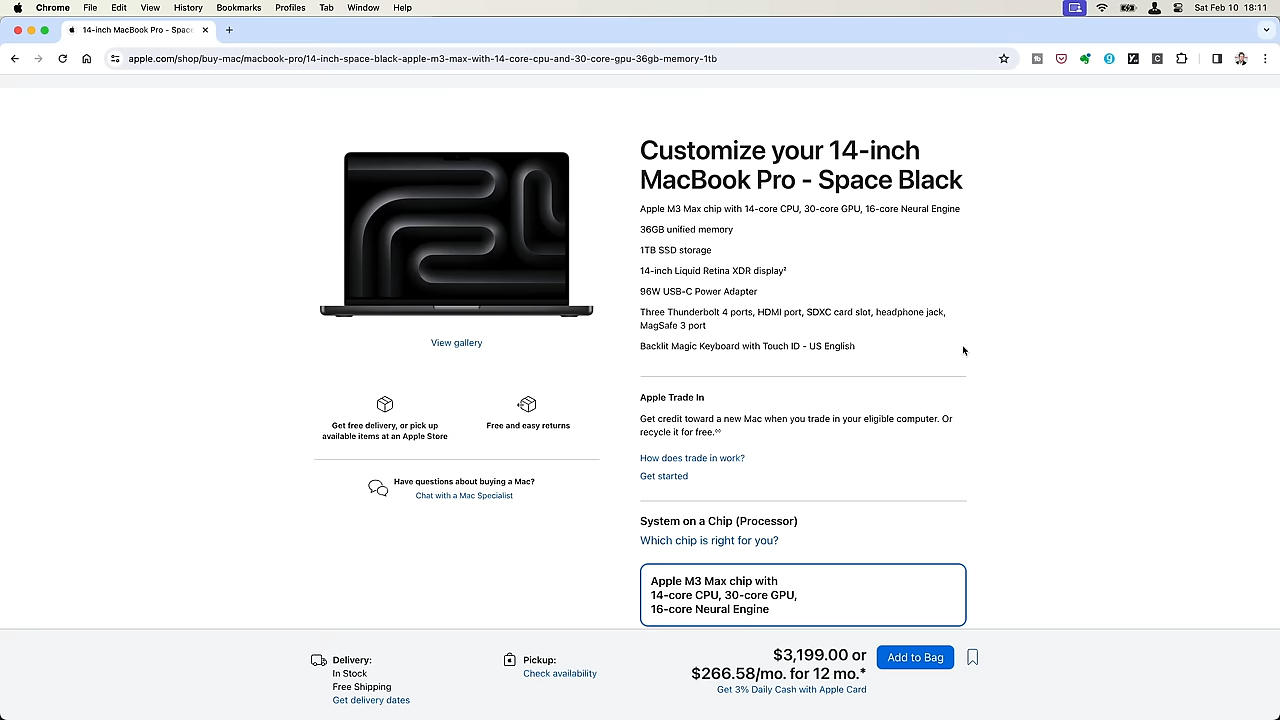 Chrome File Edit View History Bookmarks Profiles Tab Window Help Sat Feb 10 18:11
14-inch MacBook Pro - Space
apple.com/shop/buy-mac/macbook-pro/14-inch-space-black-apple-m3-max-with-14-core-cpu-and-30-core-gpu-36gb-memory-1tb
Customize your 14-inch
MacBook Pro - Space Black
Apple M3 Max chip with 14-core CPU, 30-core GPU, 16-core Neural Engine
36GB unified memory
1TB SSD storage
14-inch Liquid Retina XDR display²
96W USB-C Power Adapter
Three Thunderbolt 4 ports, HDMI port, SDXC card slot, headphone jack,
MagSafe 3 port
Backlit Magic Keyboard with Touch ID - US English
View gallery
Get free delivery, or pick up
available items at an Apple Store
Free and easy returns
Have questions about buying a Mac?
Chat with a Mac Specialist
Apple Trade In
Get credit toward a new Mac when you trade in your eligible computer. Or
recycle it for free.◊◊
How does trade in work?
Get started
System on a Chip (Processor)
Which chip is right for you?
Apple M3 Max chip with
14-core CPU, 30-core GPU,
16-core Neural Engine
Delivery:
In Stock
Free Shipping
Get delivery dates
Pickup:
Check availability
$3,199.00 or
$266.58/mo. for 12 mo.*
Get 3% Daily Cash with Apple Card
Add to Bag